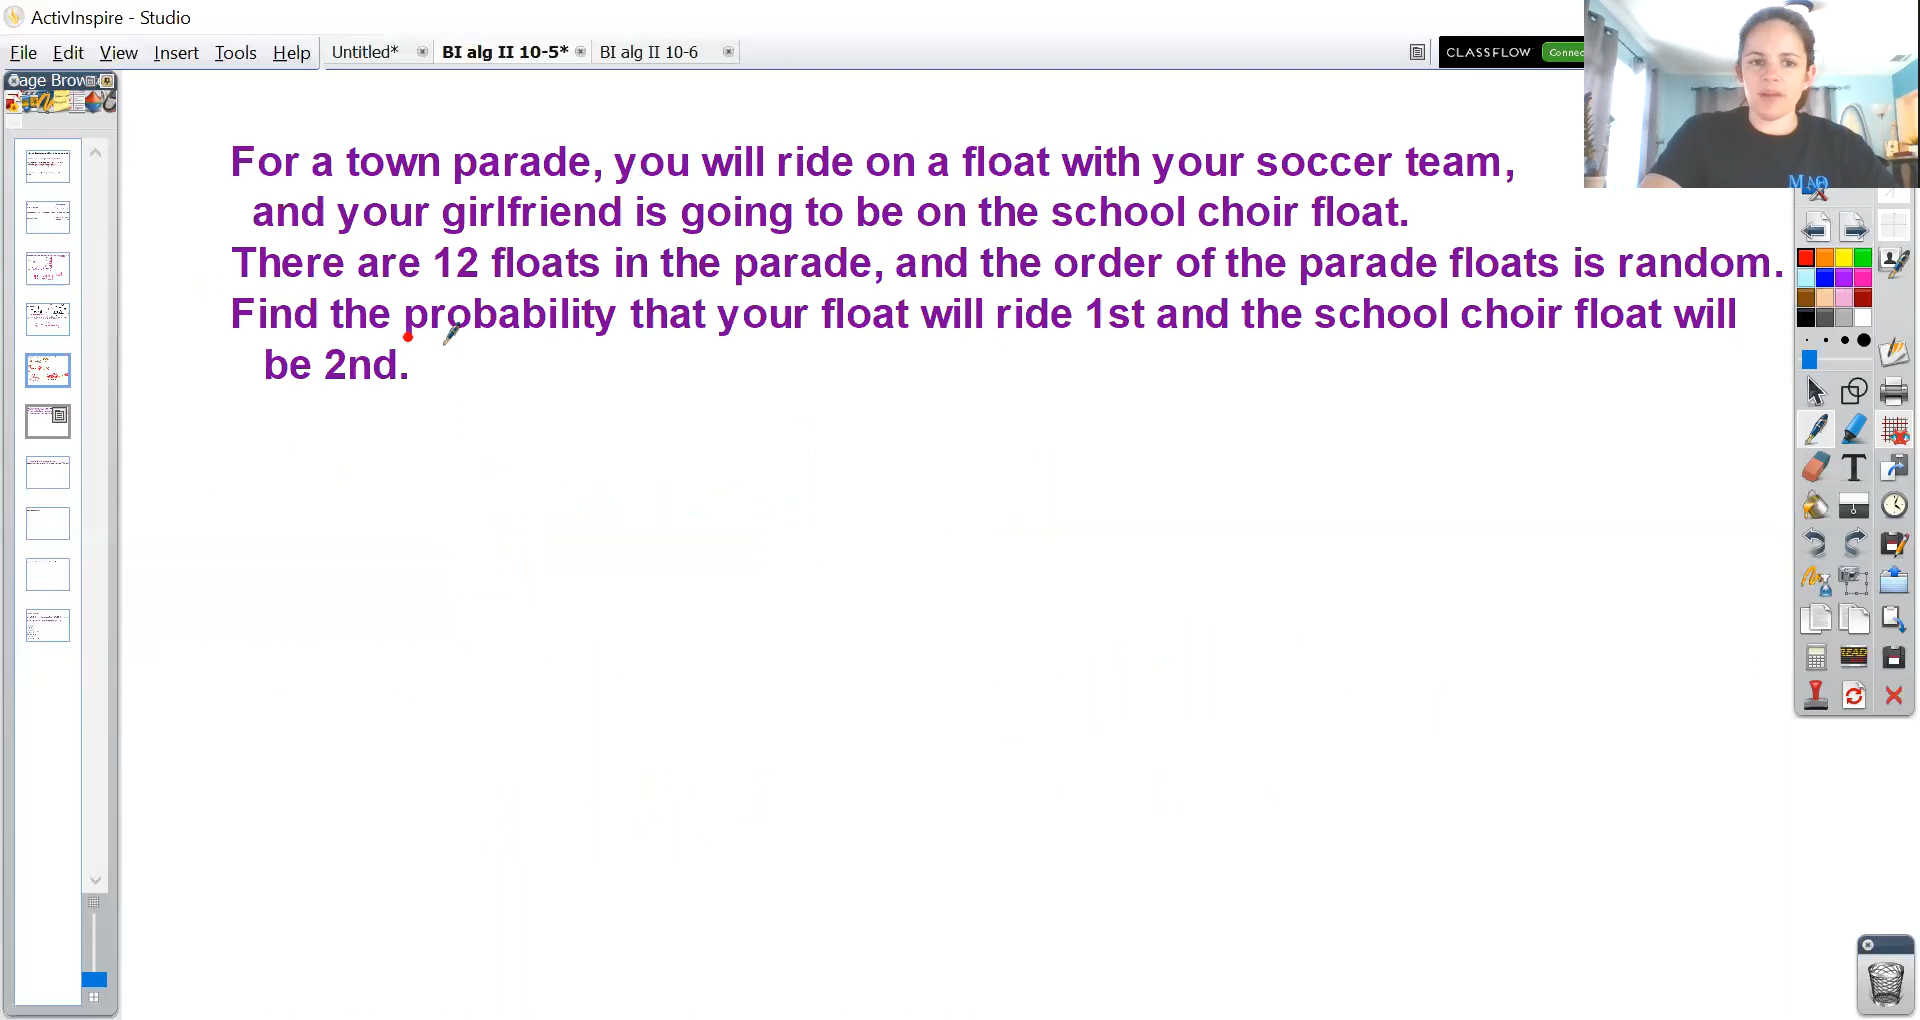 ActivInspire - Studio
File Edit View Insert Tools Help
Untitled* BI alg II 10-5* BI alg II 10-6
CLASSFLOW Connec
age Brow
For a town parade, you will ride on a float with your soccer team,
and your girlfriend is going to be on the school choir float.
There are 12 floats in the parade, and the order of the parade floats is random.
Find the probability that your float will ride 1st and the school choir float will
be 2nd.
ΜΑΘ
T